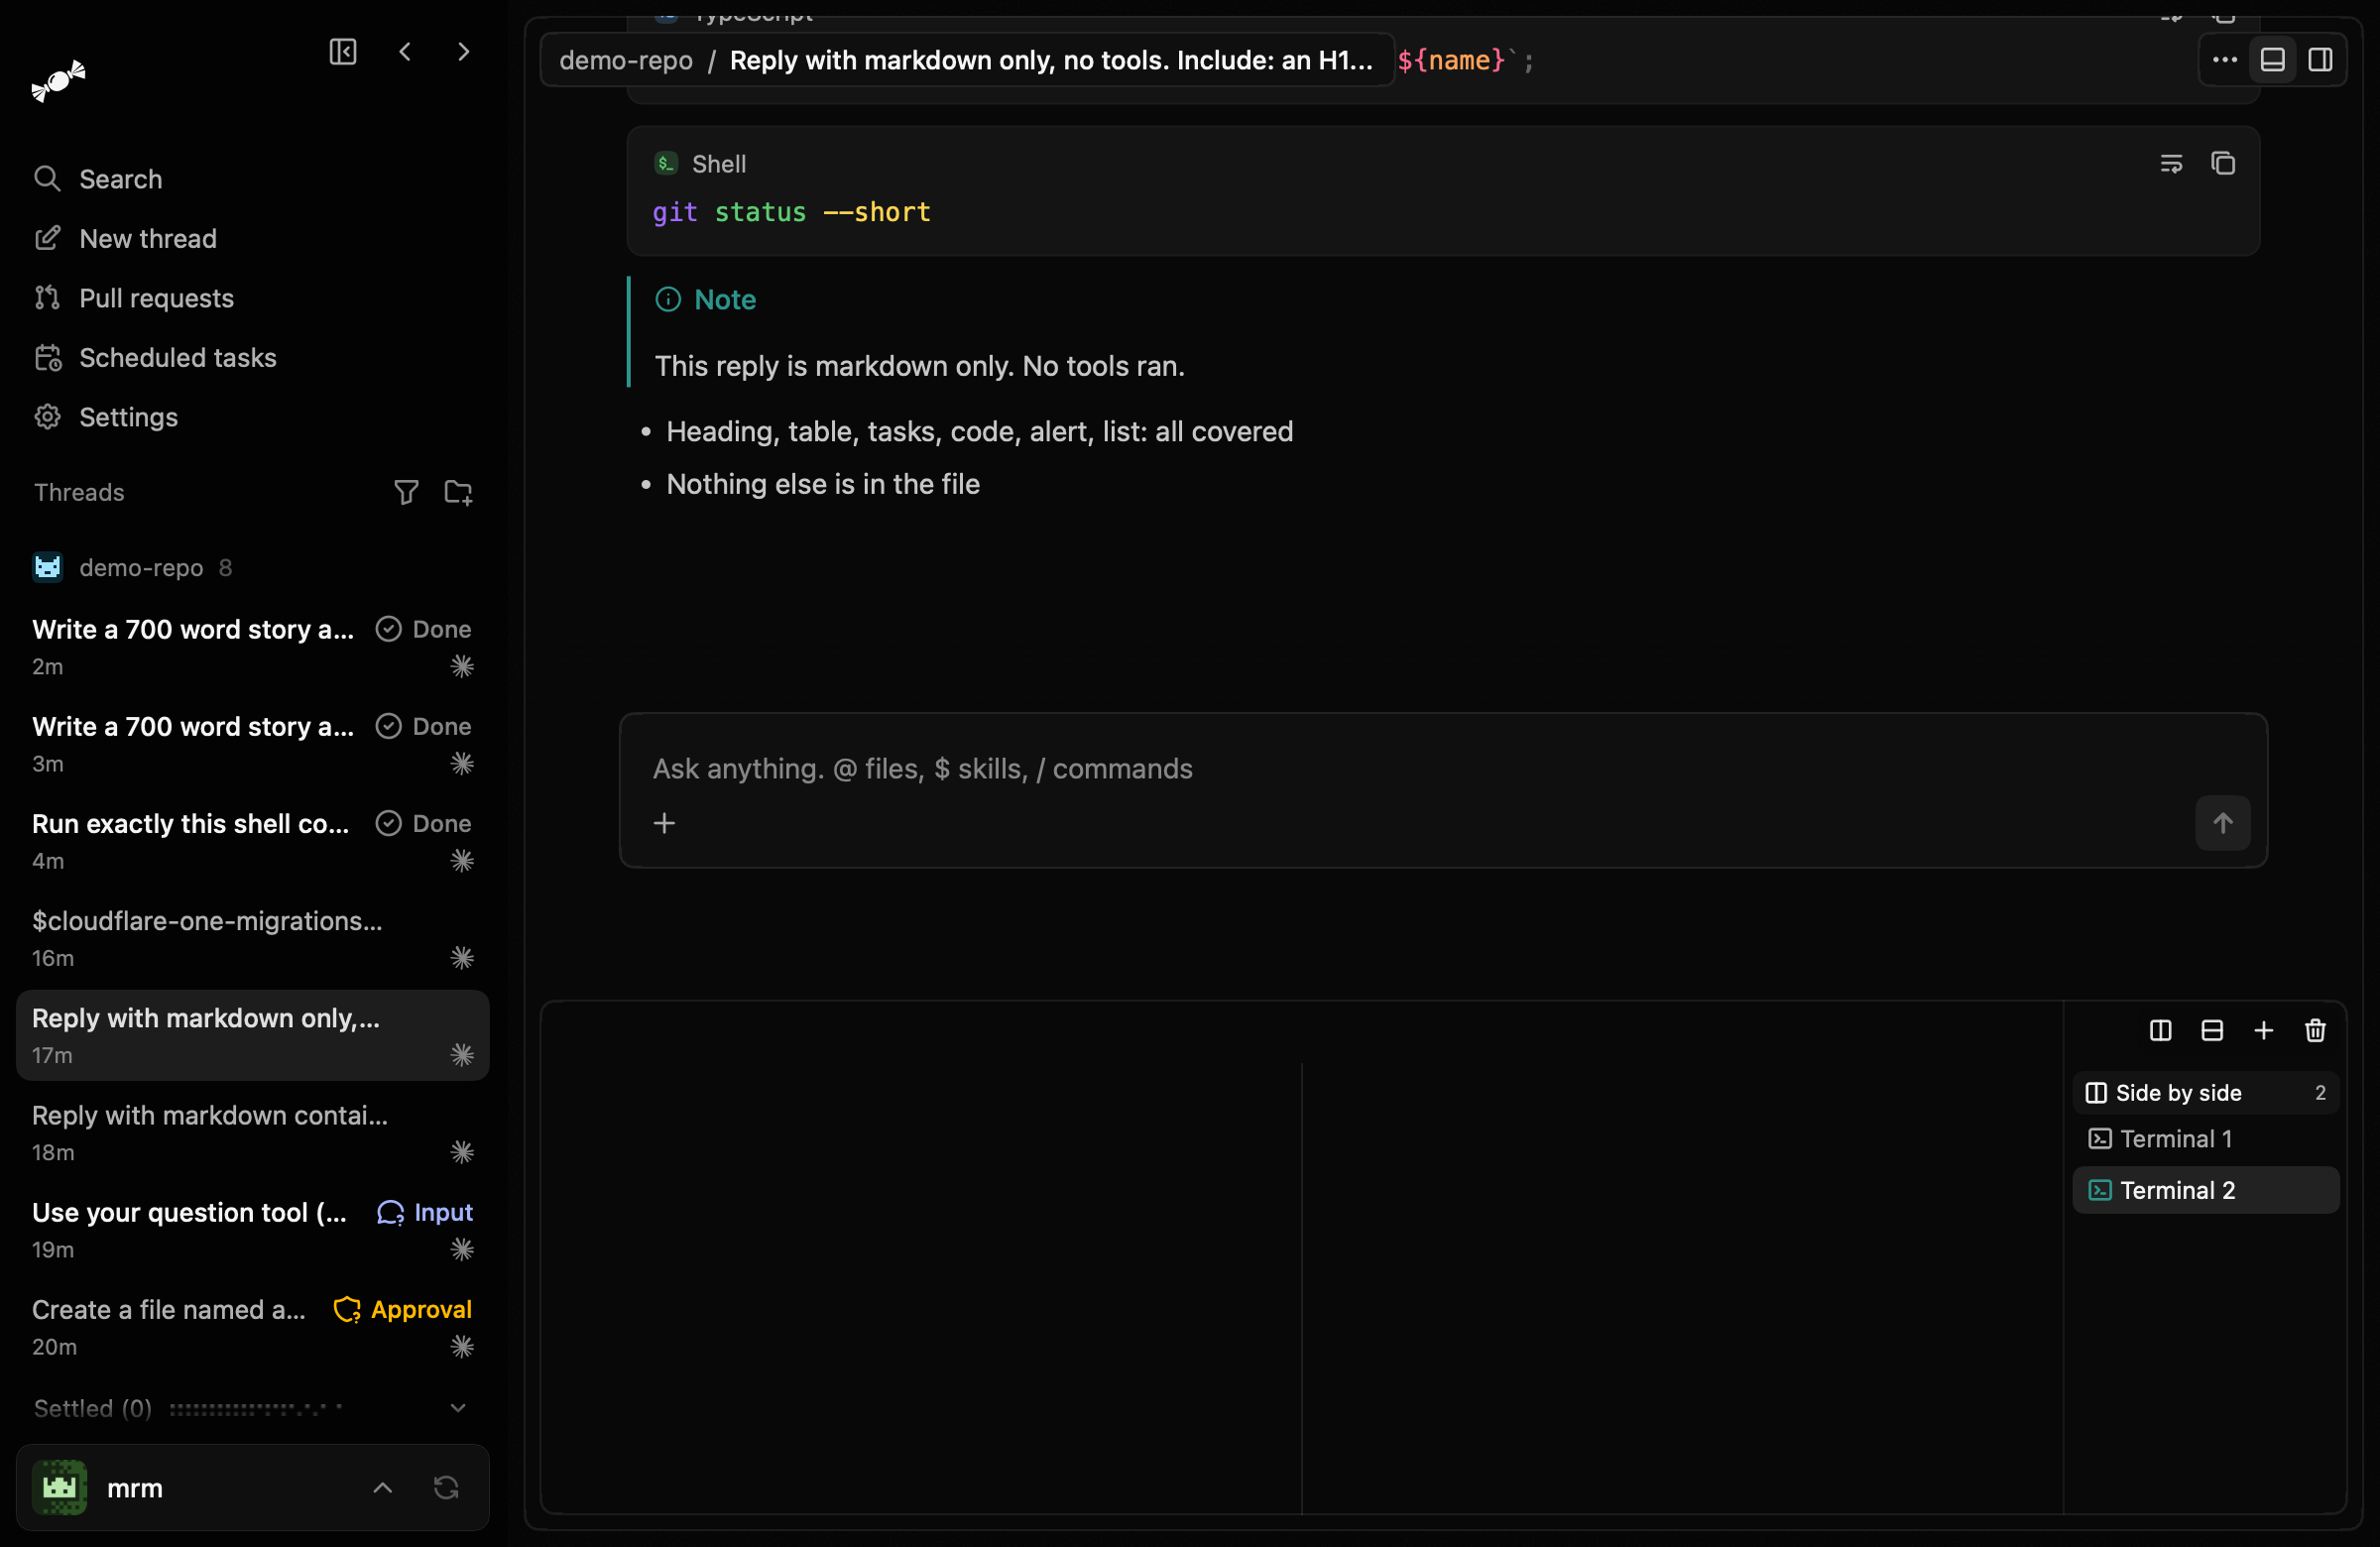 Search
New thread
Pull requests
Scheduled tasks
Settings
Threads
demo-repo 8
Write a 700 word story a... Done
2m
Write a 700 word story a... Done
3m
Run exactly this shell co... Done
4m
$cloudflare-one-migrations...
16m
Reply with markdown only,...
17m
Reply with markdown contai...
18m
Use your question tool (... Input
19m
Create a file named a... Approval
20m
Settled (0)
mrm
TypeScript
demo-repo / Reply with markdown only, no tools. Include: an H1... ${name}`;
Shell
git status --short
Note
This reply is markdown only. No tools ran.
• Heading, table, tasks, code, alert, list: all covered
• Nothing else is in the file
Ask anything. @ files, $ skills, / commands
Side by side 2
Terminal 1
Terminal 2